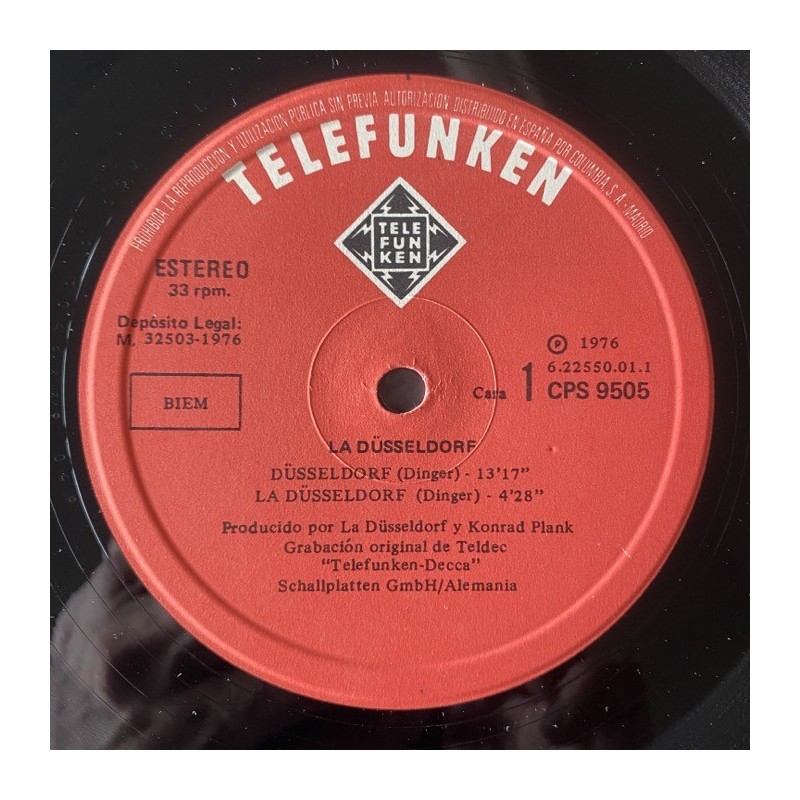 PROHIBIDA LA REPRODUCCION Y UTILIZACION PÚBLICA SIN PREVIA AUTORIZACION DISTRIBUIDO EN ESPAÑA POR COLUMBIA, S. A. - MADRID
TELEFUNKEN
TELE
FUN
KEN
ESTEREO
33 rpm.
Depósito Legal:
M. 32503-1976
BIEM
Ⓟ 1976
6.22550.01.1
Cara 1 CPS 9505
LA DÜSSELDORF
DÜSSELDORF (Dinger) - 13'17"
LA DÜSSELDORF (Dinger) - 4'28"
Producido por La Düsseldorf y Konrad Plank
Grabación original de Teldec
"Telefunken-Decca"
Schallplatten GmbH/Alemania